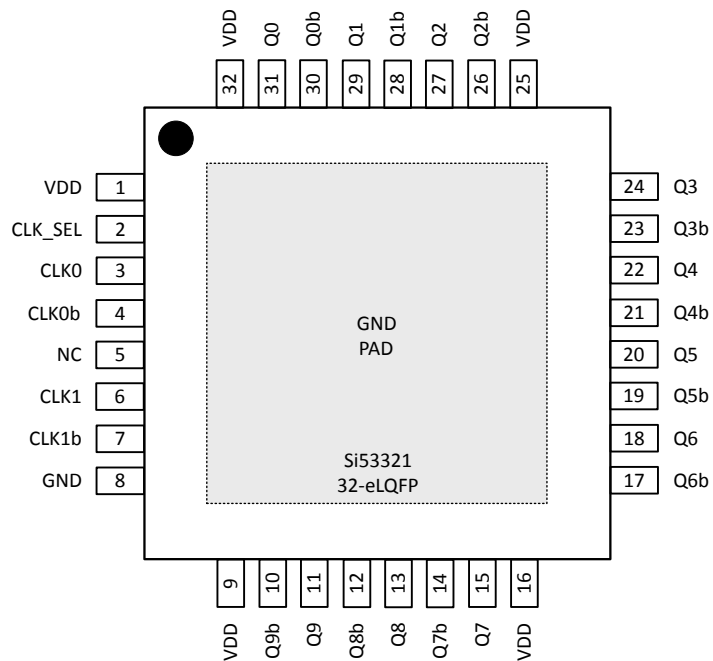 VDD
Q0
Q0b
Q1
Q1b
Q2
Q2b
VDD
32
31
30
29
28
27
26
25
VDD 1
CLK_SEL 2
CLK0 3
CLK0b 4
NC 5
CLK1 6
CLK1b 7
GND 8
GND
PAD
Si53321
32-eLQFP
24 Q3
23 Q3b
22 Q4
21 Q4b
20 Q5
19 Q5b
18 Q6
17 Q6b
9
10
11
12
13
14
15
16
VDD
Q9b
Q9
Q8b
Q8
Q7b
Q7
VDD